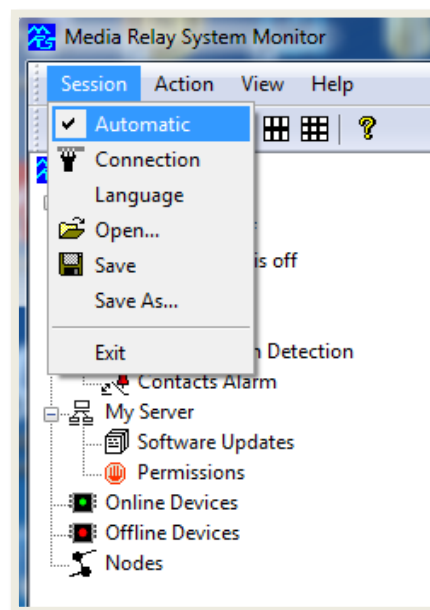 Media Relay System Monitor
Session Action View Help
Automatic
Connection
Language
Open...
is off
Save
Save As...
Exit
n Detection
Contacts Alarm
My Server
Software Updates
Permissions
Online Devices
Offline Devices
Nodes